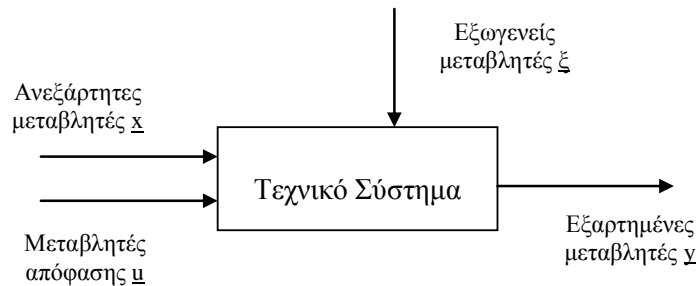 Εξωγενείς
μεταβλητές ξ
Ανεξάρτητες
μεταβλητές x
Τεχνικό Σύστημα
Μεταβλητές
απόφασης u
Εξαρτημένες
μεταβλητές y